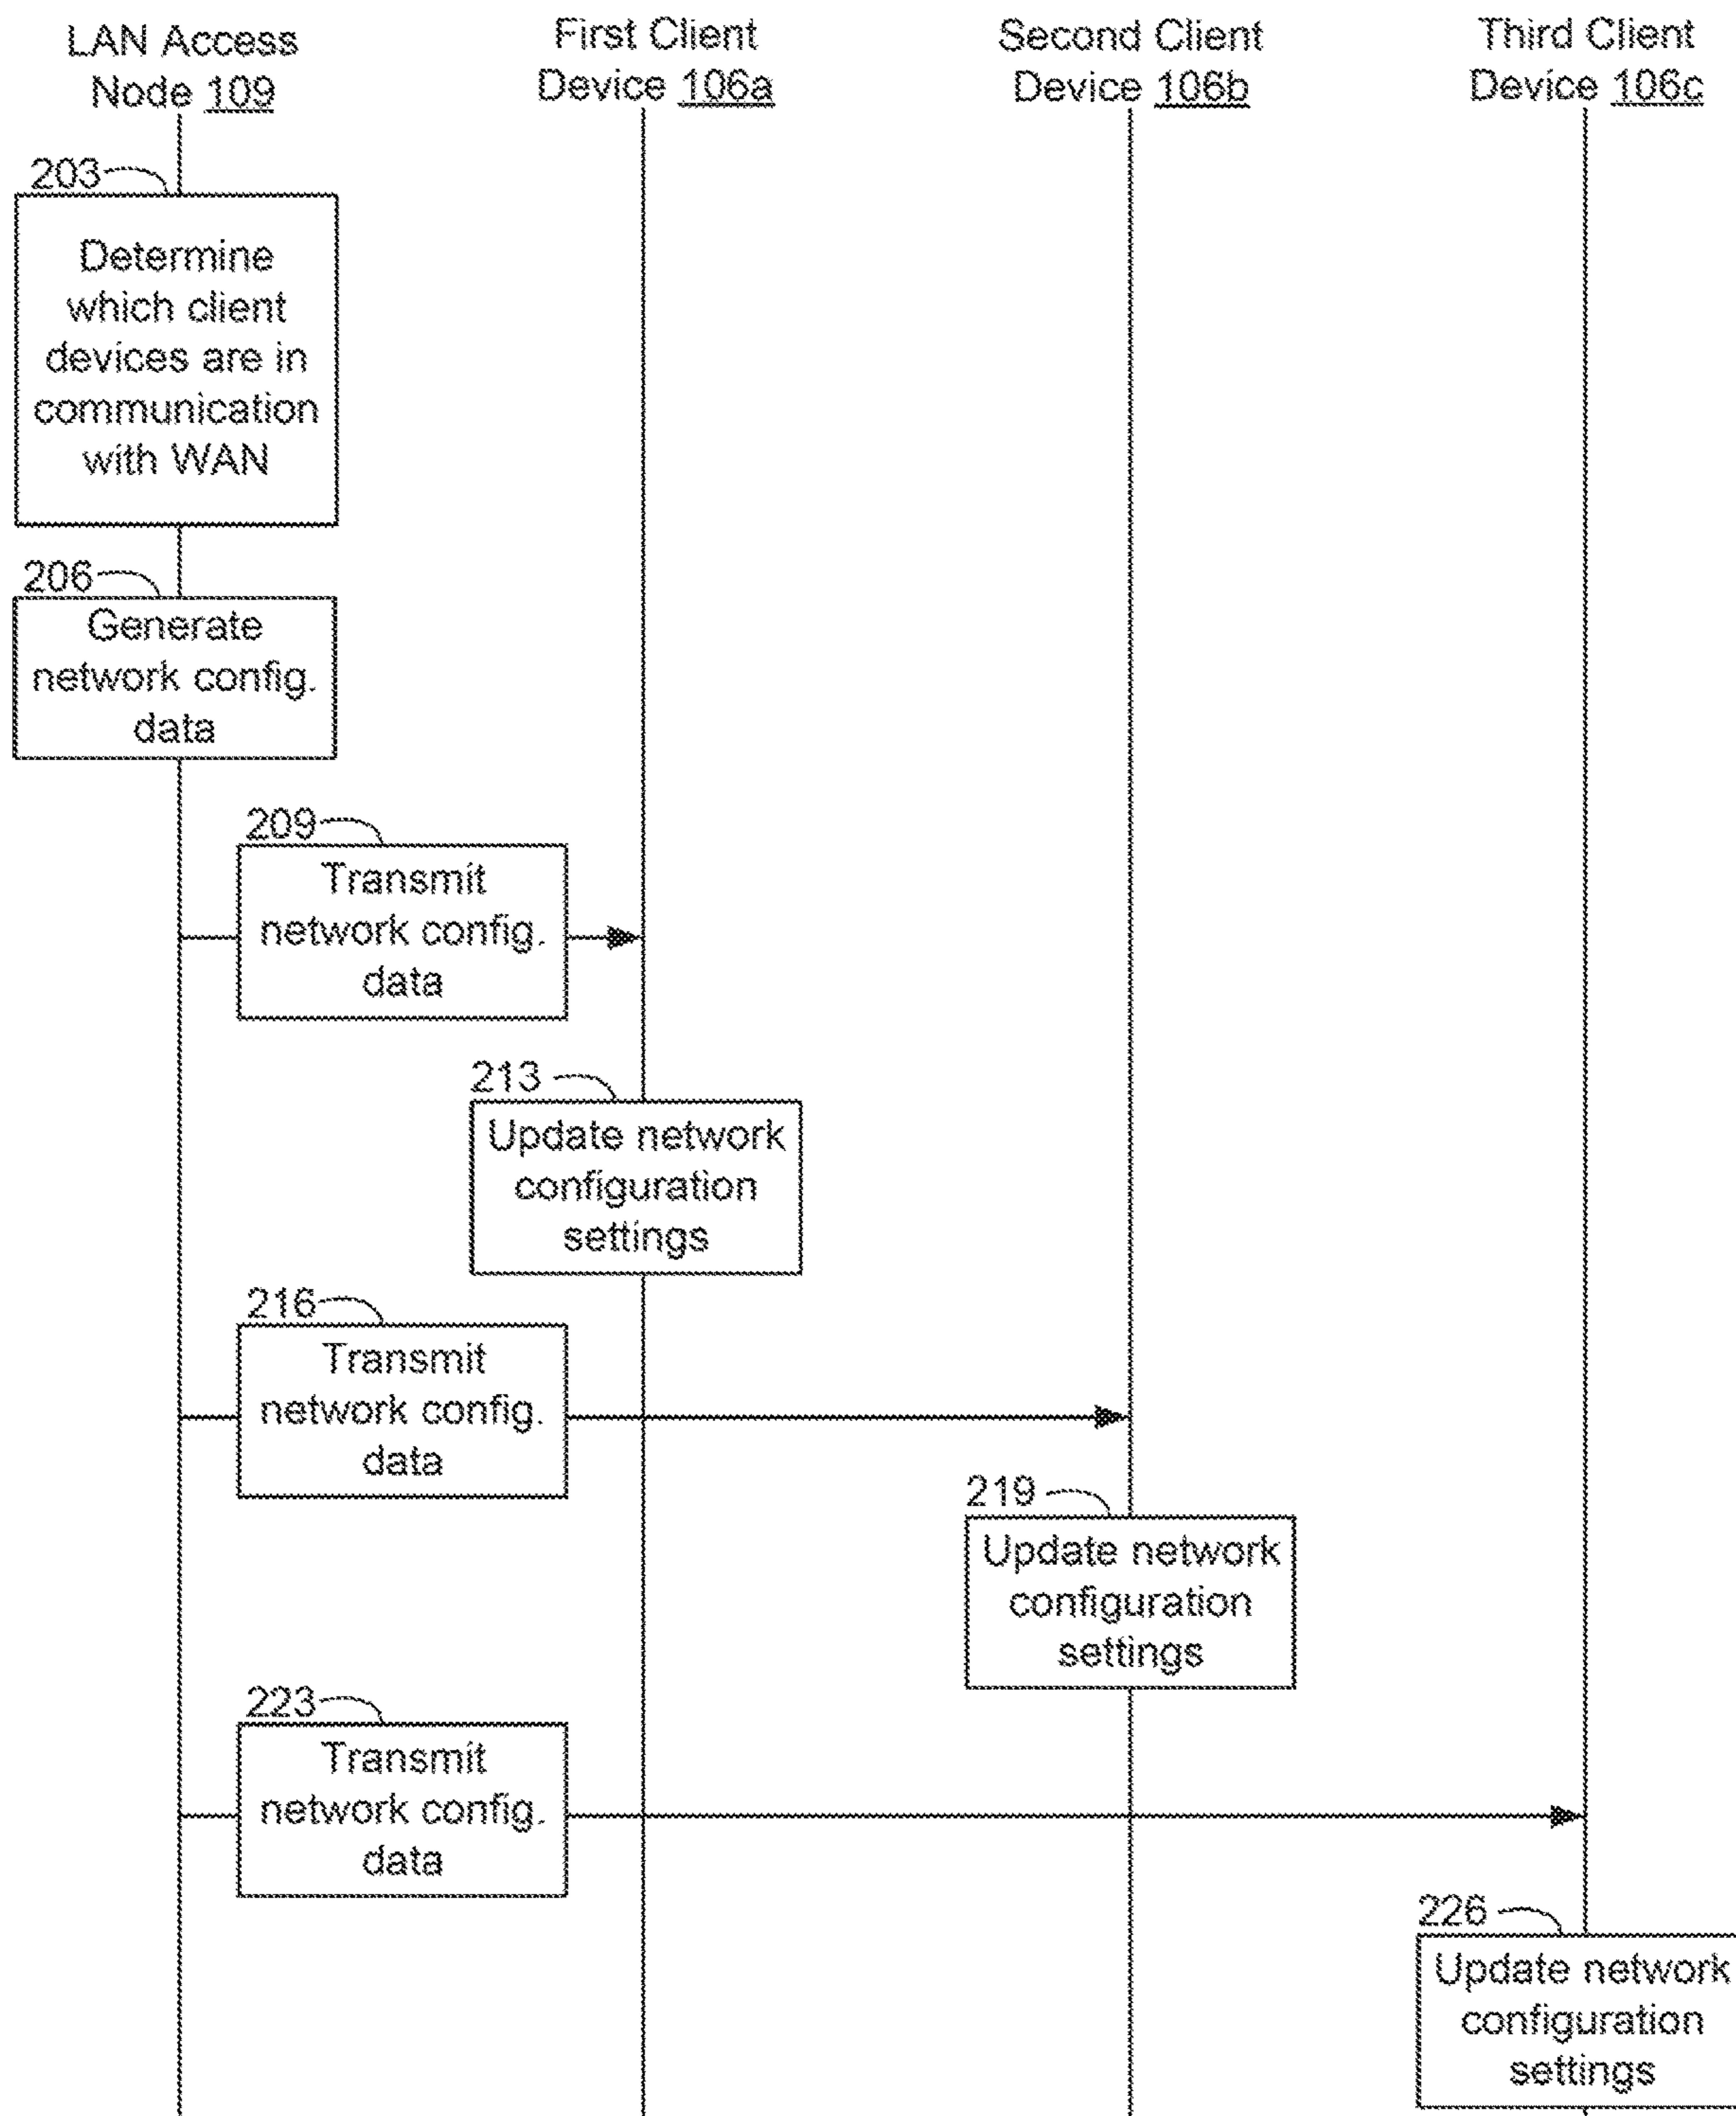 LAN Access
Node 109
First Client
Device 106a
Second Client
Device 106b
Third Client
Device 106c
203
Determine
which client
devices are in
communication
with WAN
206
Generate
network config.
data
209
Transmit
network config.
data
213
Update network
configuration
settings
216
Transmit
network config.
data
219
Update network
configuration
settings
223
Transmit
network config.
data
226
Update network
configuration
settings